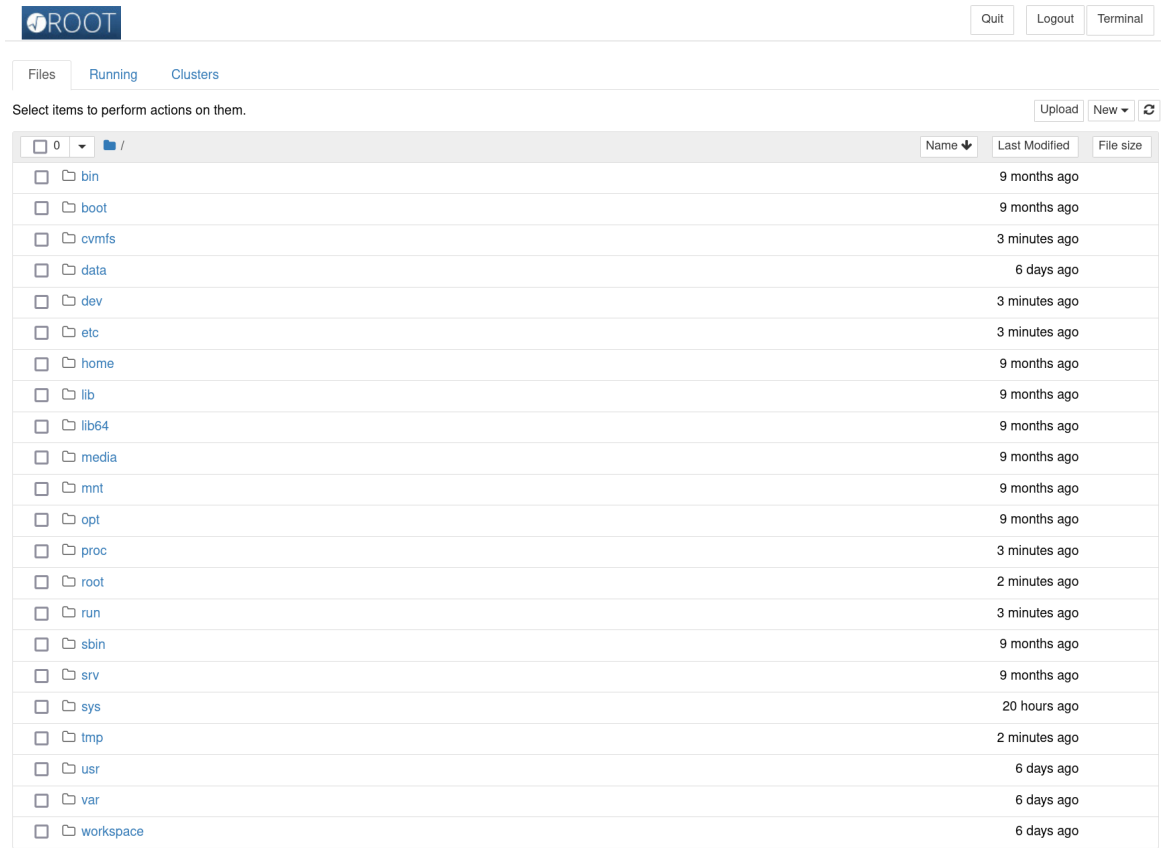 ROOT Quit Logout Terminal
Files Running Clusters
Select items to perform actions on them. Upload New
0 / Name Last Modified File size
bin 9 months ago
boot 9 months ago
cvmfs 3 minutes ago
data 6 days ago
dev 3 minutes ago
etc 3 minutes ago
home 9 months ago
lib 9 months ago
lib64 9 months ago
media 9 months ago
mnt 9 months ago
opt 9 months ago
proc 3 minutes ago
root 2 minutes ago
run 3 minutes ago
sbin 9 months ago
srv 9 months ago
sys 20 hours ago
tmp 2 minutes ago
usr 6 days ago
var 6 days ago
workspace 6 days ago